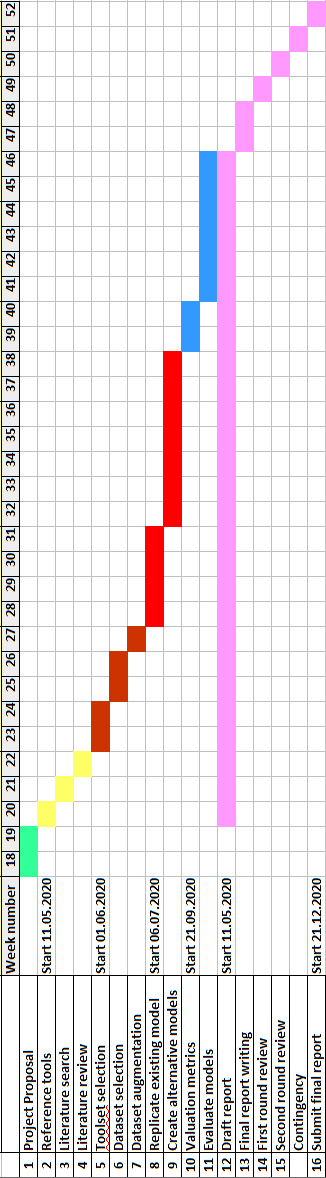 Week number 18 19 20 21 22 23 24 25 26 27 28 29 30 31 32 33 34 35 36 37 38 39 40 41 42 43 44 45 46 47 48 49 50 51 52
1 Project Proposal
2 Reference tools Start 11.05.2020
3 Literature search
4 Literature review
5 Toolset selection Start 01.06.2020
6 Dataset selection
7 Dataset augmentation
8 Replicate existing model Start 06.07.2020
9 Create alternative models
10 Valuation metrics Start 21.09.2020
11 Evaluate models
12 Draft report Start 11.05.2020
13 Final report writing
14 First round review
15 Second round review
Contingency
16 Submit final report Start 21.12.2020